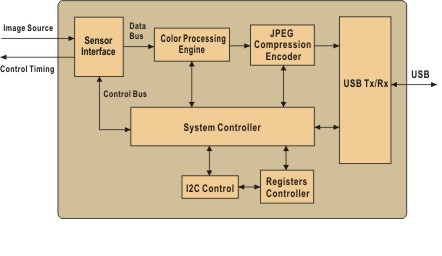 Image Source
Control Timing
Sensor
Interface
Data
Bus
Color Processing
Engine
JPEG
Compression
Encoder
USB Tx/Rx
USB
Control Bus
System Controller
I2C Control
Registers
Controller